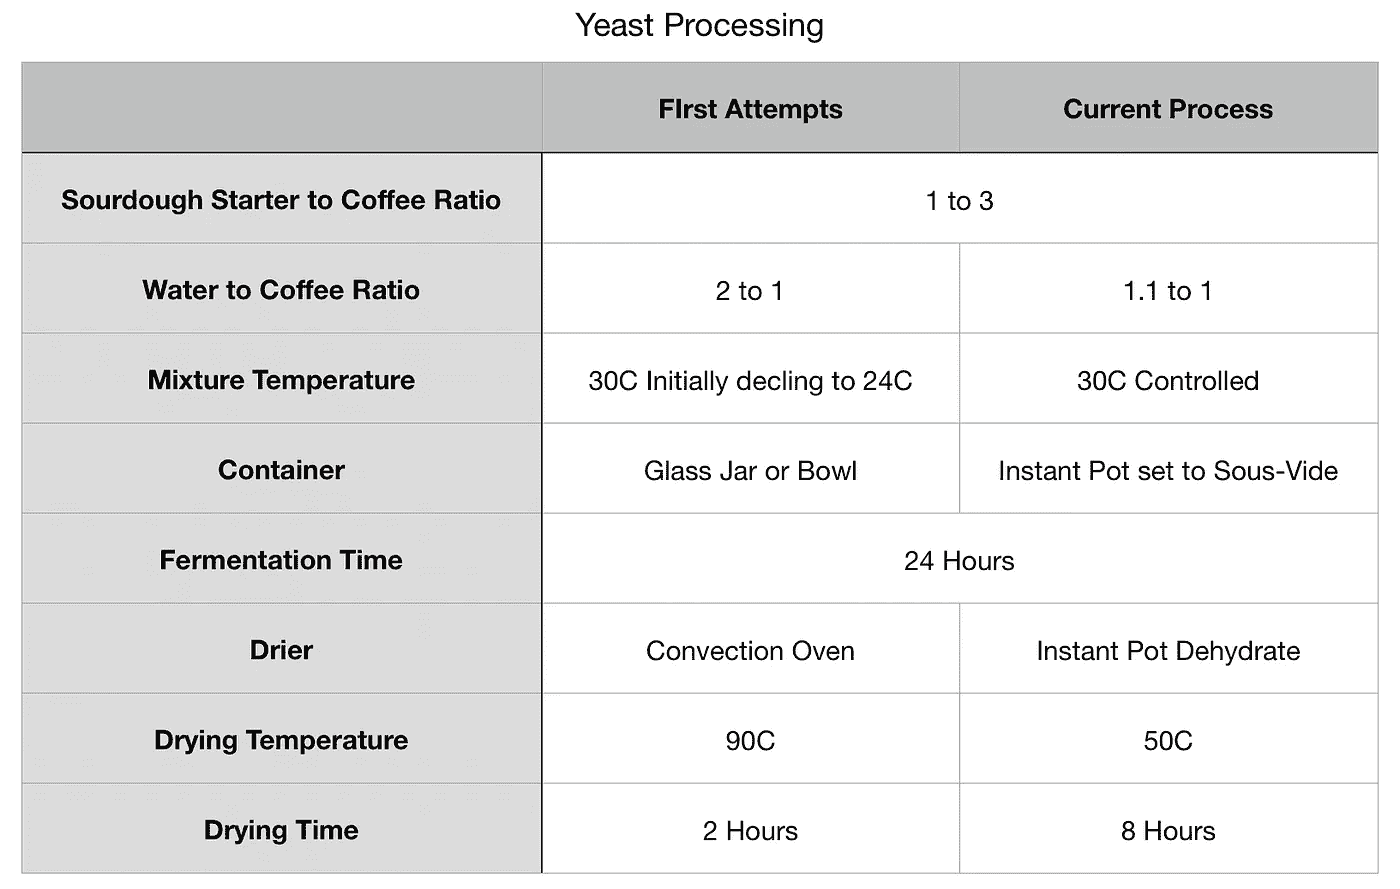 Yeast Processing
FIrst Attempts Current Process
Sourdough Starter to Coffee Ratio 1 to 3
Water to Coffee Ratio 2 to 1 1.1 to 1
Mixture Temperature 30C Initially decling to 24C 30C Controlled
Container Glass Jar or Bowl Instant Pot set to Sous-Vide
Fermentation Time 24 Hours
Drier Convection Oven Instant Pot Dehydrate
Drying Temperature 90C 50C
Drying Time 2 Hours 8 Hours